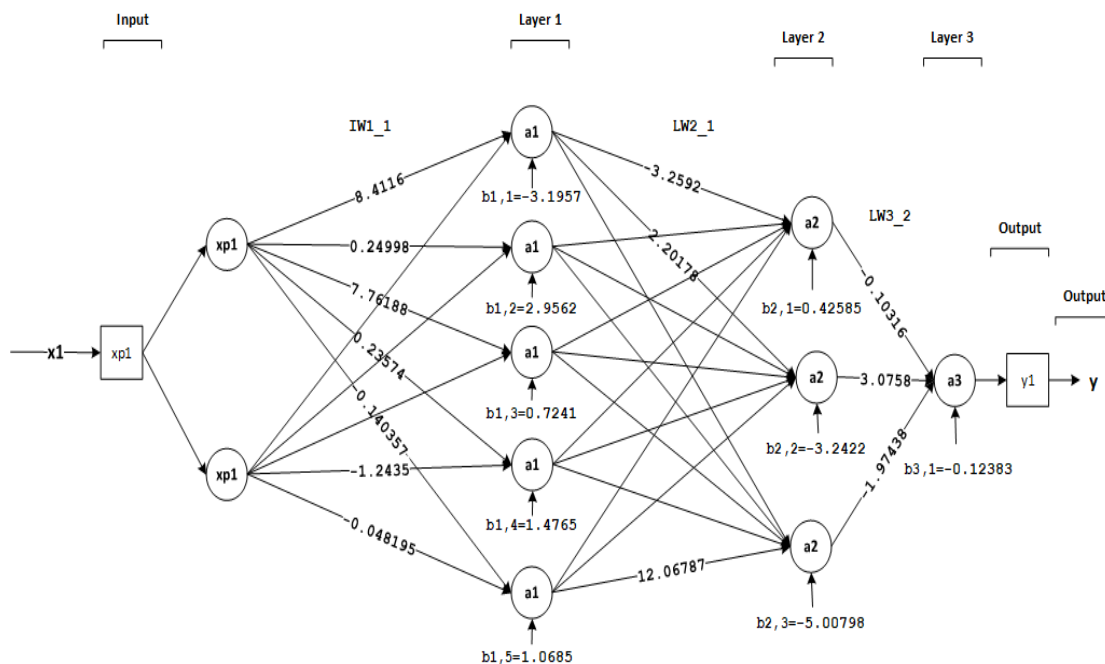 Input
Layer 1
Layer 2
Layer 3
Output
Output
IW1_1
LW2_1
LW3_2
x1
xp1
xp1
xp1
8.4116
0.24998
7.76188
0.23574
-0.140357
-1.2435
-0.048195
a1
b1,1=-3.1957
a1
b1,2=2.9562
a1
b1,3=0.7241
a1
b1,4=1.4765
a1
b1,5=1.0685
-3.2592
2.20178
12.06787
a2
b2,1=0.42585
a2
b2,2=-3.2422
a2
b2,3=-5.00798
-0.10316
3.0758
-1.97438
a3
b3,1=-0.12383
y1
y